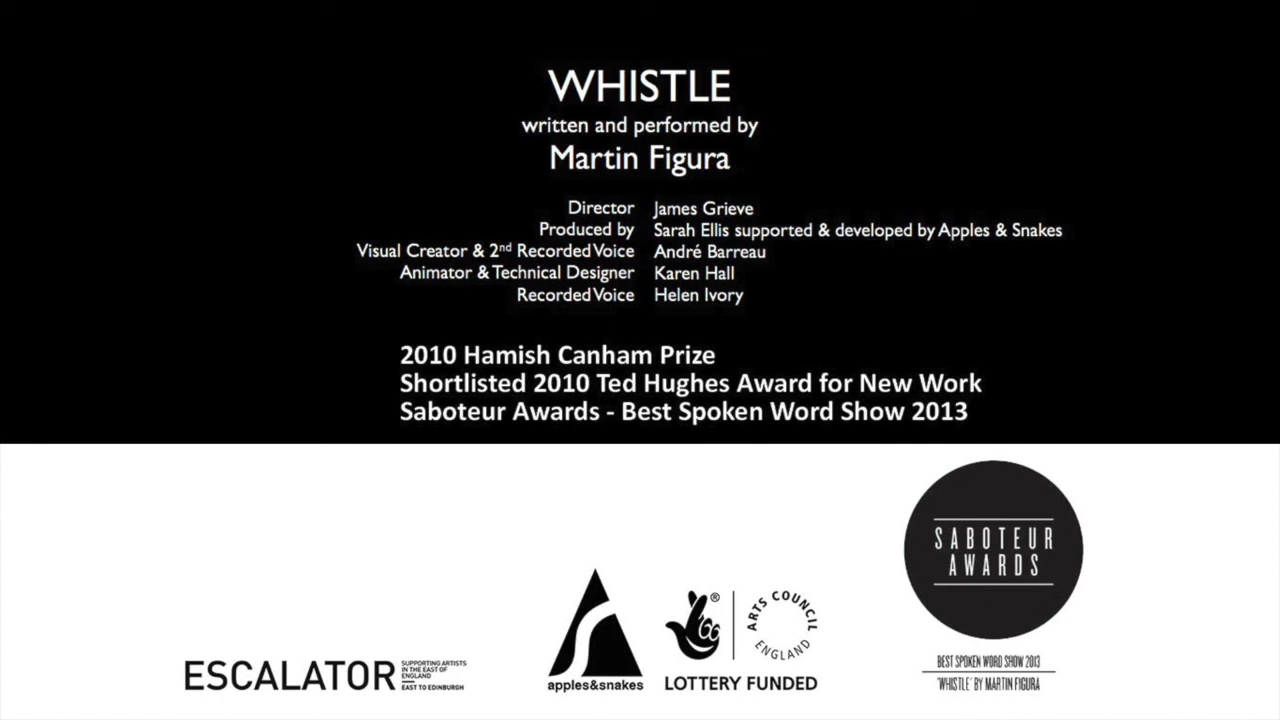 WHISTLE
written and performed by
Martin Figura
Director James Grieve
Produced by Sarah Ellis supported & developed by Apples & Snakes
Visual Creator & 2nd Recorded Voice André Barreau
Animator & Technical Designer Karen Hall
Recorded Voice Helen Ivory
2010 Hamish Canham Prize
Shortlisted 2010 Ted Hughes Award for New Work
Saboteur Awards - Best Spoken Word Show 2013
SABOTEUR
AWARDS
BEST SPOKEN WORD SHOW 2013
'WHISTLE' BY MARTIN FIGURA
ESCALATOR
SUPPORTING ARTISTS
IN THE EAST OF
ENGLAND
EAST TO EDINBURGH
apples&snakes
®
ARTS COUNCIL
ENGLAND
LOTTERY FUNDED